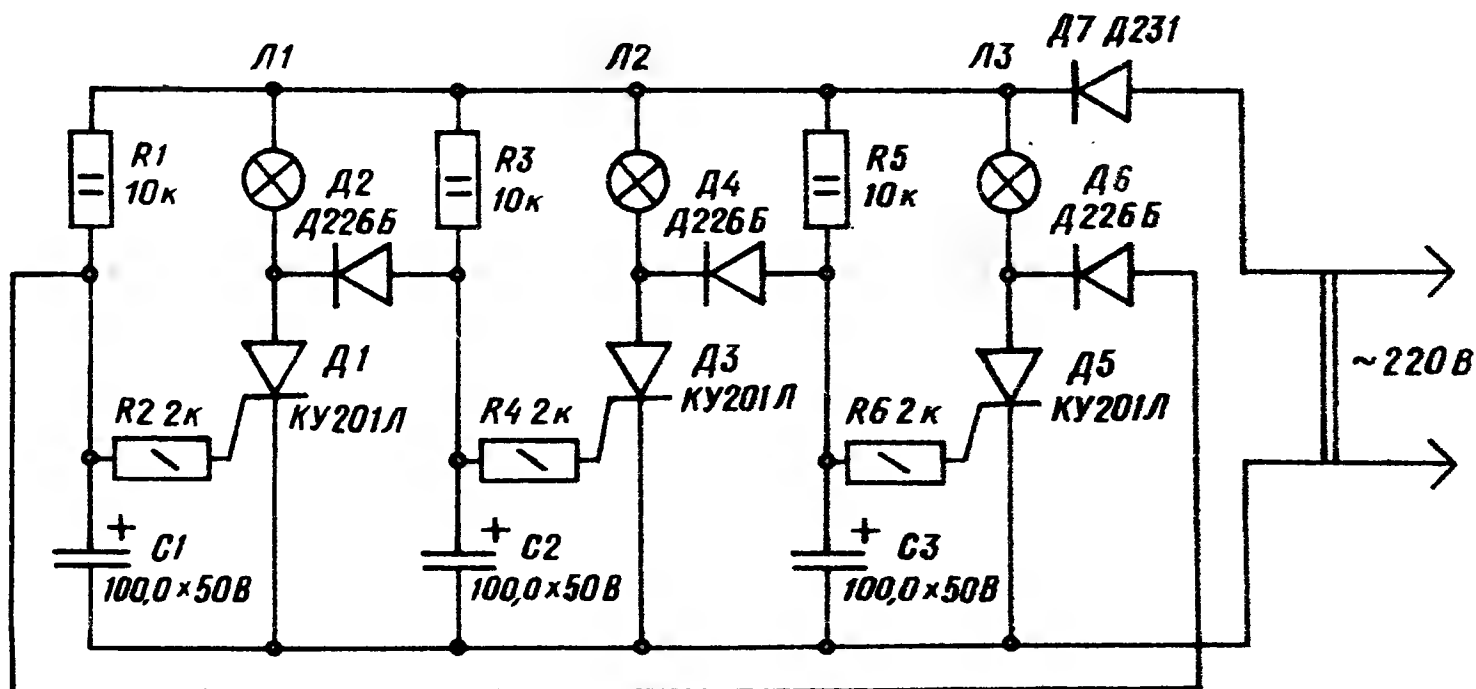 Л1
Л2
Л3
Д7 Д231
R1
10к
Д2
Д226Б
R3
10к
Д4
Д226Б
R5
10к
Д6
Д226Б
~220В
R2 2к
Д1
КУ201Л
R4 2к
Д3
КУ201Л
R6 2к
Д5
КУ201Л
+
C1
100,0×50В
+
C2
100,0×50В
+
C3
100,0×50В